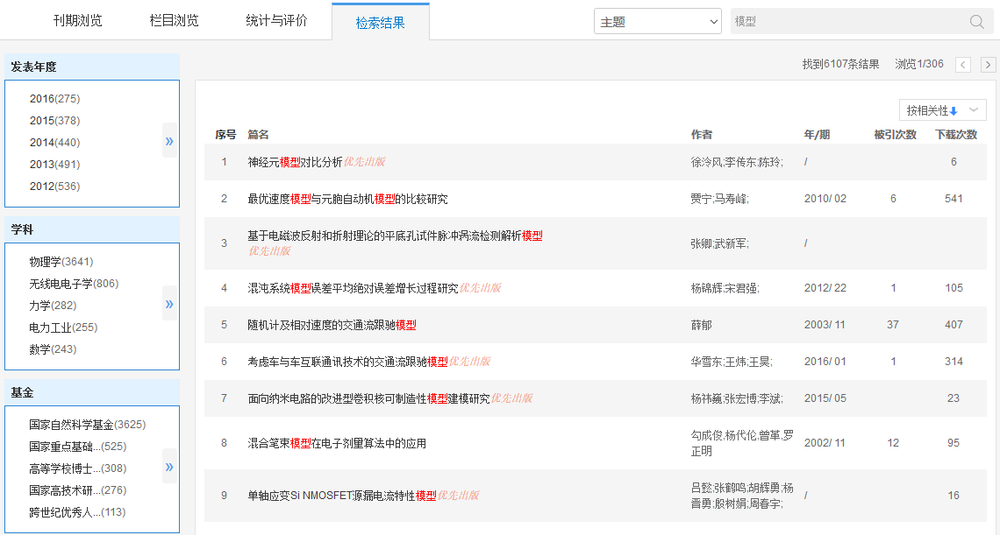 刊期浏览 栏目浏览 统计与评价 检索结果 主题 模型
找到6107条结果 浏览1/306
发表年度
2016(275)
2015(378)
2014(440)
2013(491)
2012(536)
»
学科
物理学(3641)
无线电电子学(806)
力学(282)
电力工业(255)
数学(243)
»
基金
国家自然科学基金(3625)
国家重点基础...(525)
高等学校博士...(308)
国家高技术研...(276)
跨世纪优秀人...(113)
»
按相关性
序号 篇名 作者 年/期 被引次数 下载次数
1 神经元模型对比分析优先出版 徐泠风;李传东;陈玲; / 6
2 最优速度模型与元胞自动机模型的比较研究 贾宁;马寿峰; 2010/ 02 6 541
3 基于电磁波反射和折射理论的平底孔试件脉冲涡流检测解析模型 张卿;武新军; /
优先出版
4 混沌系统模型误差平均绝对误差增长过程研究优先出版 杨锦辉;宋君强; 2012/ 22 1 105
5 随机计及相对速度的交通流跟驰模型 薛郁 2003/ 11 37 407
6 考虑车与车互联通讯技术的交通流跟驰模型优先出版 华雪东;王炜;王昊; 2016/ 01 1 314
7 面向纳米电路的改进型卷积核可制造性模型建模研究优先出版 杨祎巍;张宏博;李斌; 2015/ 05 23
8 混合笔束模型在电子剂量算法中的应用 勾成俊,杨代伦,曾革,罗 2002/ 11 12 95
正明
9 单轴应变Si NMOSFET源漏电流特性模型优先出版 吕懿;张鹤鸣;胡辉勇;杨 / 16
晋勇;殷树娟;周春宇;